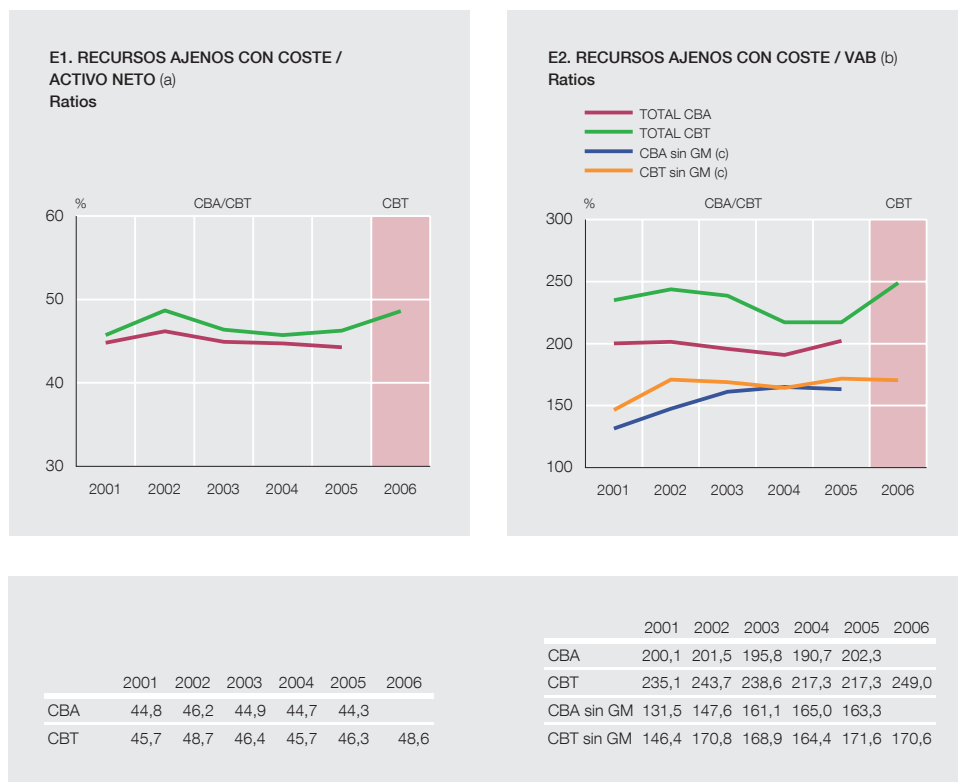 E1. RECURSOS AJENOS CON COSTE /
ACTIVO NETO (a)
Ratios
% CBA/CBT CBT
60
50
40
30
2001 2002 2003 2004 2005 2006
E2. RECURSOS AJENOS CON COSTE / VAB (b)
Ratios
TOTAL CBA
TOTAL CBT
CBA sin GM (c)
CBT sin GM (c)
% CBA/CBT CBT
300
250
200
150
100
2001 2002 2003 2004 2005 2006
2001 2002 2003 2004 2005 2006
CBA 44,8 46,2 44,9 44,7 44,3
CBT 45,7 48,7 46,4 45,7 46,3 48,6
2001 2002 2003 2004 2005 2006
CBA 200,1 201,5 195,8 190,7 202,3
CBT 235,1 243,7 238,6 217,3 217,3 249,0
CBA sin GM 131,5 147,6 161,1 165,0 163,3
CBT sin GM 146,4 170,8 168,9 164,4 171,6 170,6